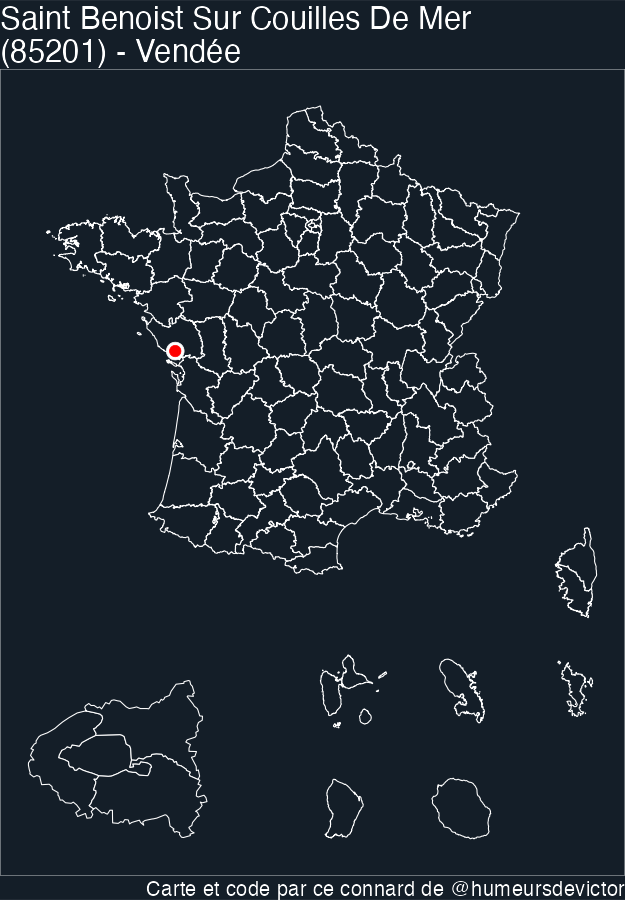 Saint Benoist Sur Couilles De Mer
(85201) - Vendée
Carte et code par ce connard de @humeursdevictor